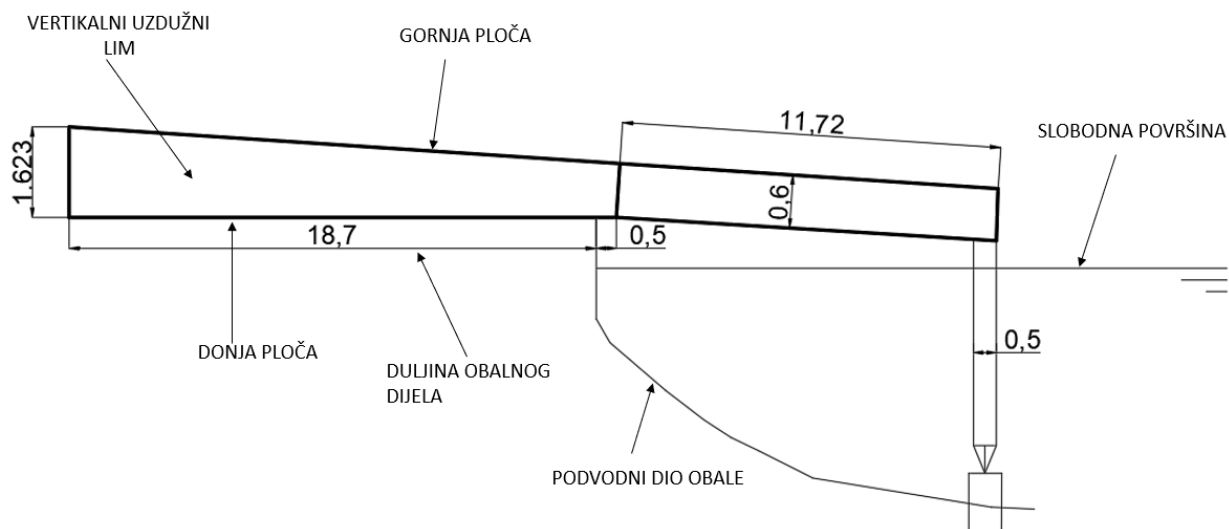 VERTIKALNI UZDUŽNI
LIM
GORNJA PLOČA
11,72
SLOBODNA POVRŠINA
1.623
0,6
18,7
0,5
0,5
DONJA PLOČA
DULJINA OBALNOG
DIJELA
PODVODNI DIO OBALE